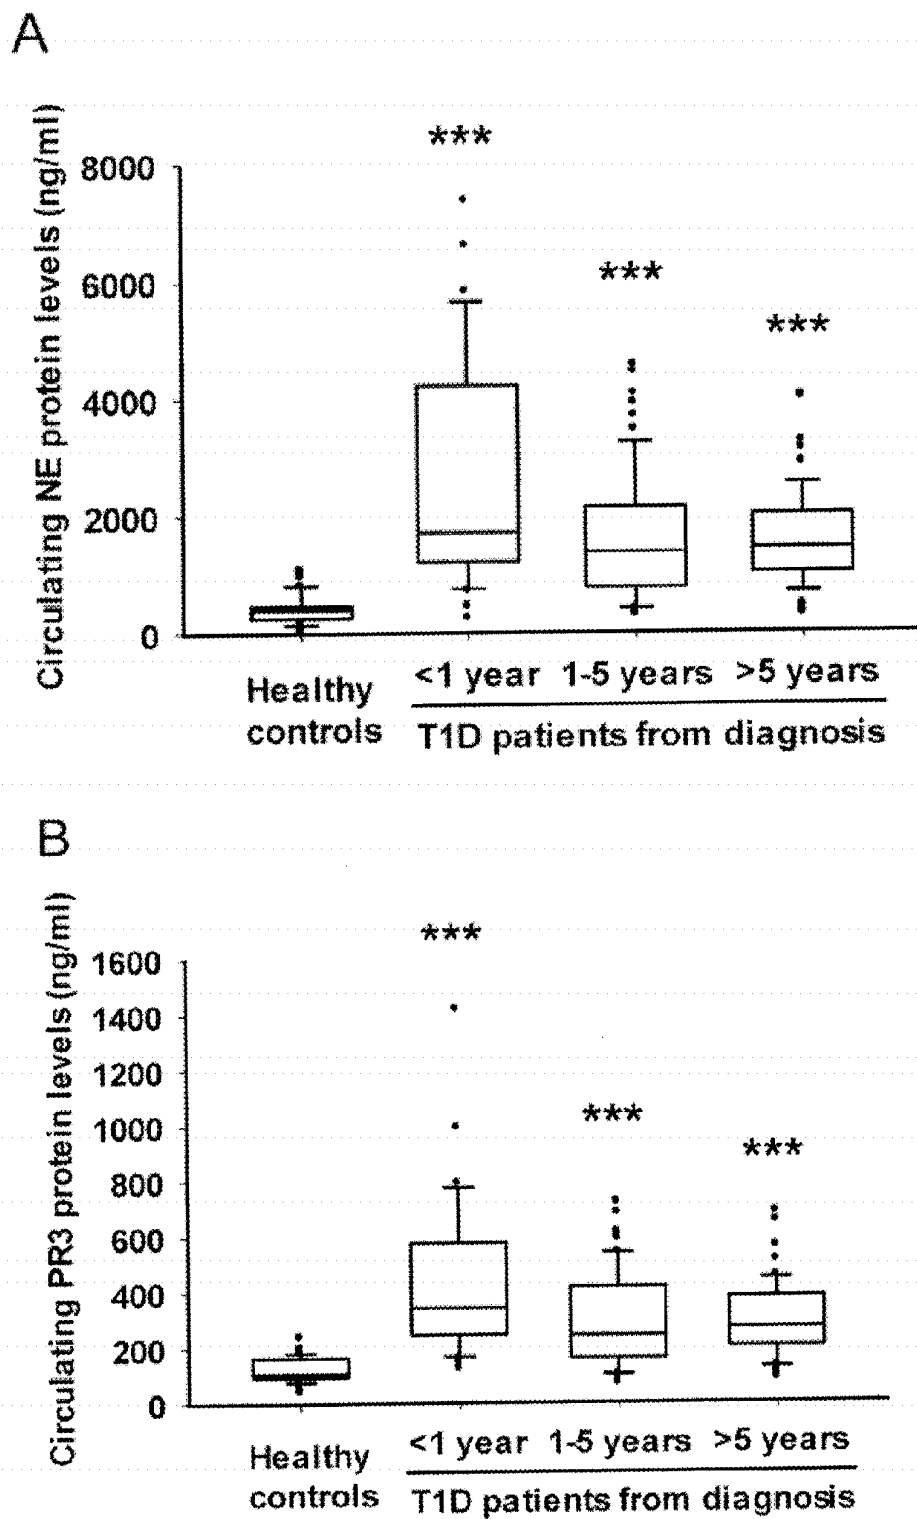 A
Circulating NE protein levels (ng/ml)
***
8000
***
6000
***
4000
2000
0
Healthy
controls
<1 year 1-5 years >5 years
T1D patients from diagnosis
B
Circulating PR3 protein levels (ng/ml)
***
1600
1400
1200
***
1000
***
800
600
400
200
0
Healthy
controls
<1 year 1-5 years >5 years
T1D patients from diagnosis